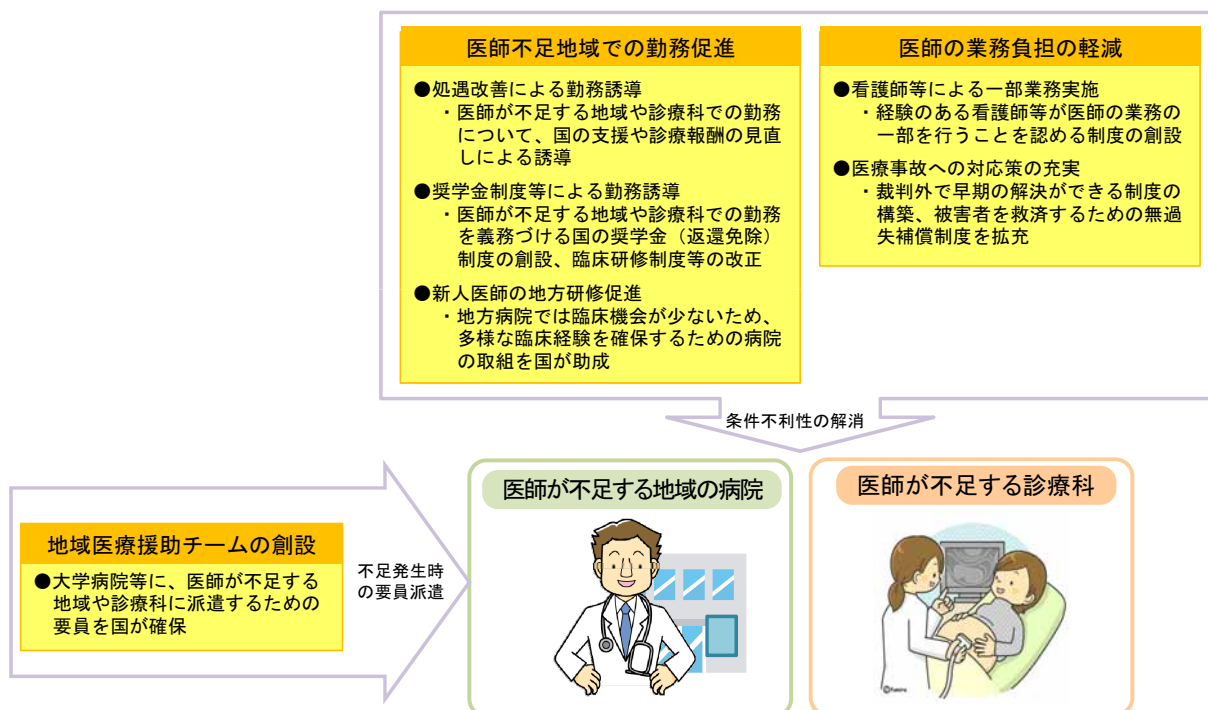 医師不足地域での勤務促進
●処遇改善による勤務誘導
・医師が不足する地域や診療科での勤務
について、国の支援や診療報酬の見直
しによる誘導
●奨学金制度等による勤務誘導
・医師が不足する地域や診療科での勤務
を義務づける国の奨学金（返還免除）
制度の創設、臨床研修制度等の改正
●新人医師の地方研修促進
・地方病院では臨床機会が少ないため、
多様な臨床経験を確保するための病院
の取組を国が助成
医師の業務負担の軽減
●看護師等による一部業務実施
・経験のある看護師等が医師の業務の
一部を行うことを認める制度の創設
●医療事故への対応策の充実
・裁判外で早期の解決ができる制度の
構築、被害者を救済するための無過
失補償制度を拡充
条件不利性の解消
地域医療援助チームの創設
●大学病院等に、医師が不足する
地域や診療科に派遣するための
要員を国が確保
不足発生時
の要員派遣
医師が不足する地域の病院
医師が不足する診療科